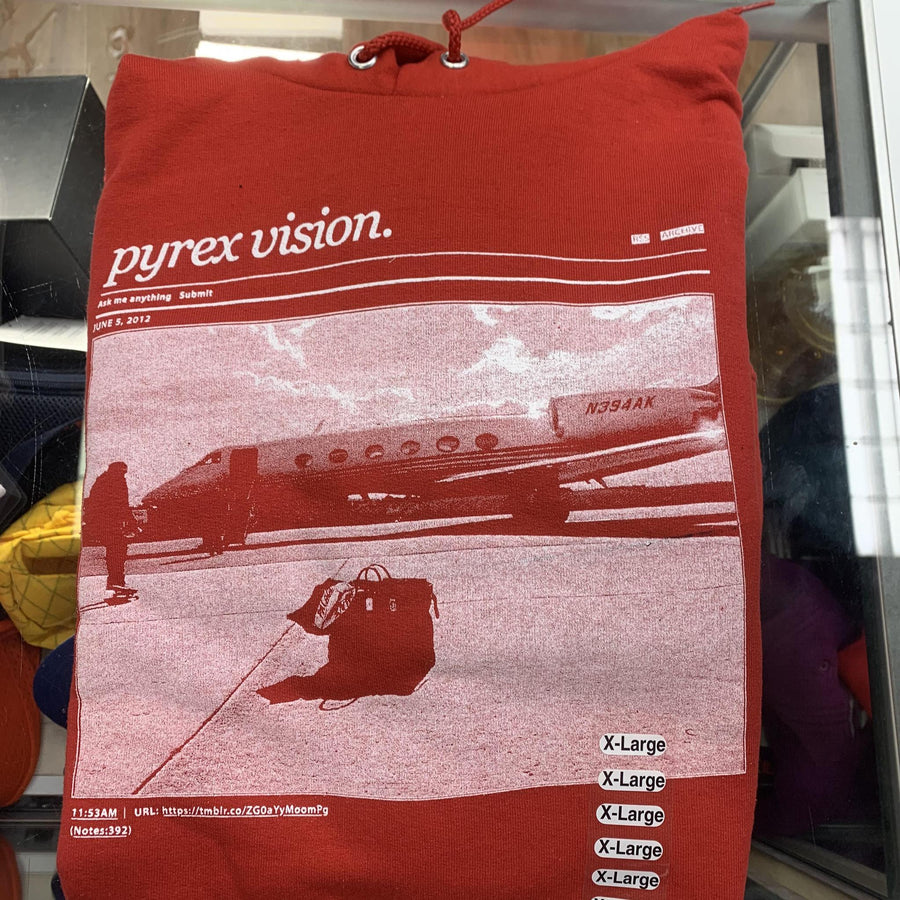 pyrex vision.
RSS ARCHIVE
Ask me anything Submit
JUNE 5, 2012
N394AK
X-Large
X-Large
X-Large
11:53AM | URL: https://tmblr.co/ZG0aYyMoomPg
(Notes:392)
X-Large
X-Large